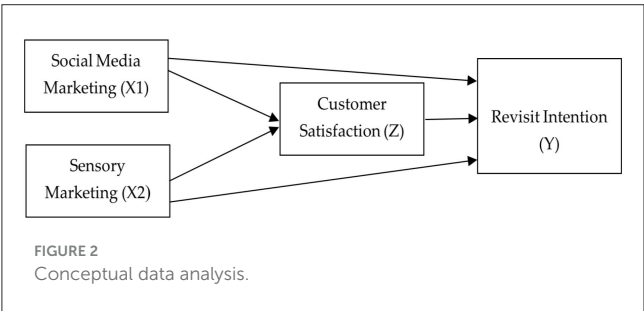 Social Media
Marketing (X1)
Customer
Satisfaction (Z)
Revisit Intention
(Y)
Sensory
Marketing (X2)
FIGURE 2
Conceptual data analysis.